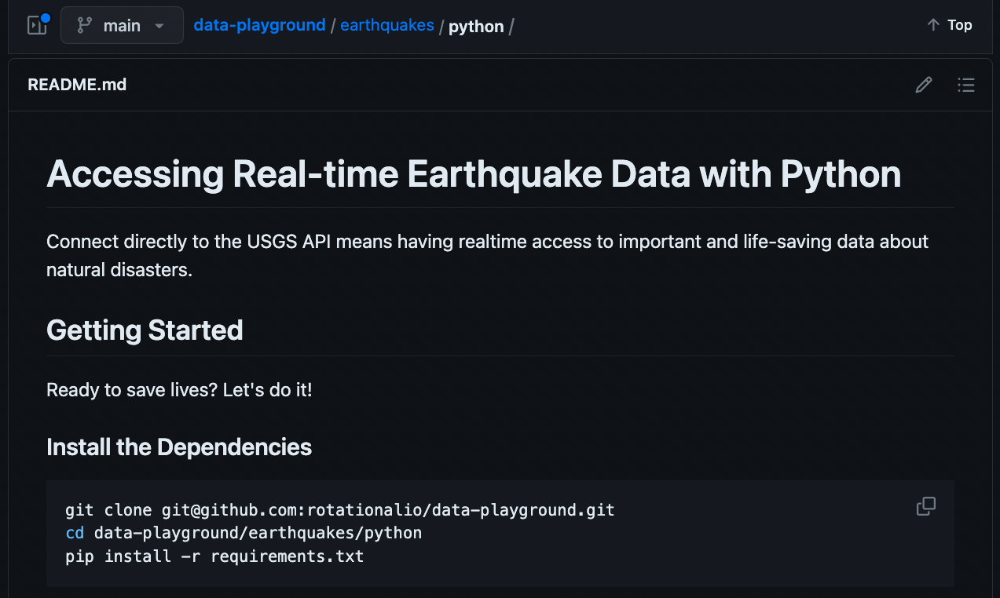 main
data-playground / earthquakes / python /
Top
README.md
Accessing Real-time Earthquake Data with Python
Connect directly to the USGS API means having realtime access to important and life-saving data about
natural disasters.
Getting Started
Ready to save lives? Let's do it!
Install the Dependencies
git clone git@github.com:rotationalio/data-playground.git
cd data-playground/earthquakes/python
pip install -r requirements.txt